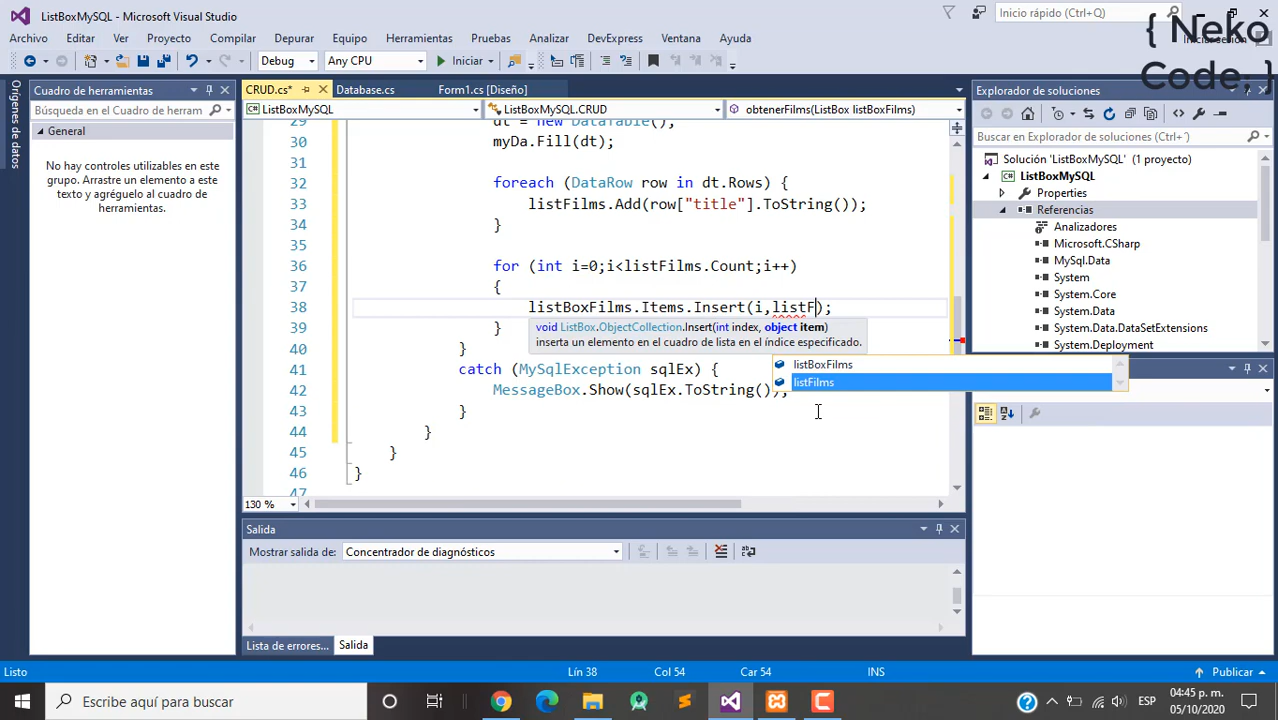 ListBoxMySQL - Microsoft Visual Studio
Inicio rápido (Ctrl+Q)
{ Neko
Code; }
Archivo Editar Ver Proyecto Compilar Depurar Equipo Herramientas Pruebas Analizar DevExpress Ventana Ayuda
Debug Any CPU Iniciar
Orígenes de datos
Cuadro de herramientas
Búsqueda en el Cuadro de herram
General
No hay controles utilizables en este
grupo. Arrastre un elemento a este
texto y agréguelo al cuadro de
herramientas.
CRUD.cs* Database.cs Form1.cs [Diseño]
ListBoxMySQL ListBoxMySQL.CRUD obtenerFilms(ListBox listBoxFilms)
29 dt = new DataTable();
30 myDa.Fill(dt);
31
32 foreach (DataRow row in dt.Rows) {
33 listFilms.Add(row["title"].ToString());
34 }
35
36 for (int i=0;i<listFilms.Count;i++)
37 {
38 listBoxFilms.Items.Insert(i,listF);
39 }
void ListBox.ObjectCollection.Insert(int index, object item)
inserta un elemento en el cuadro de lista en el índice especificado.
listBoxFilms
listFilms
40 }
41 catch (MySqlException sqlEx) {
42 MessageBox.Show(sqlEx.ToString());
43 }
44 }
45 }
46 }
47
130 %
Explorador de soluciones
Buscar en Explorador de soluciones (Ctrl
Solución 'ListBoxMySQL' (1 proyecto)
ListBoxMySQL
Properties
Referencias
Analizadores
Microsoft.CSharp
MySql.Data
System
System.Core
System.Data
System.Data.DataSetExtensions
System.Deployment
Salida
Mostrar salida de: Concentrador de diagnósticos
Lista de errores... Salida
Listo Lín 38 Col 54 Car 54 INS Publicar
Escribe aquí para buscar
ESP
04:45 p. m.
05/10/2020